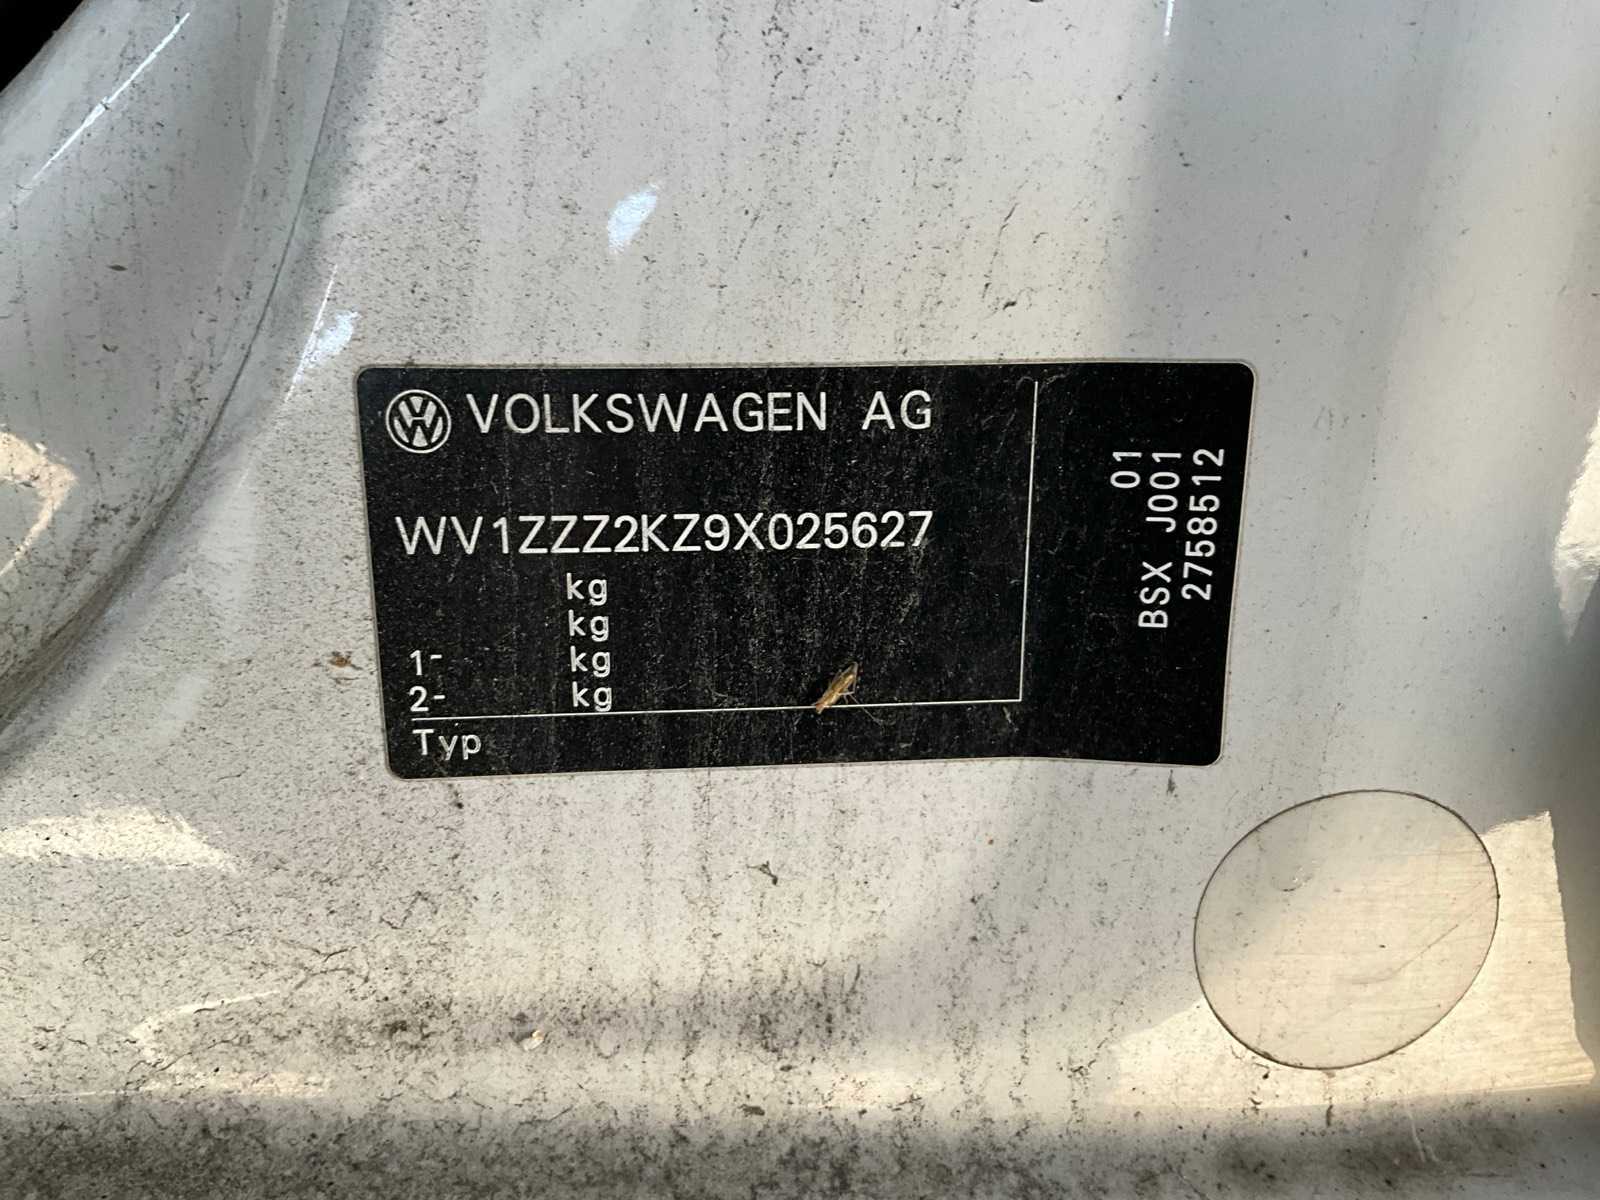 VOLKSWAGEN AG
WV1ZZZ2KZ9X025627
kg
kg
1- kg
2- kg
Typ
01
BSX J001
2758512